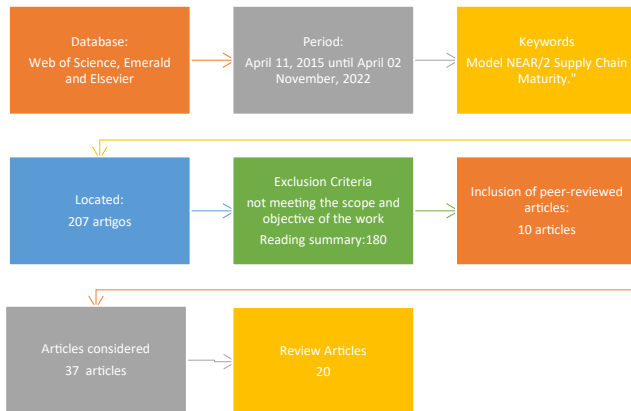 Database:
Web of Science, Emerald
and Elsevier
Period:
April 11, 2015 until April 02
November, 2022
Keywords
Model NEAR/2 Supply Chain
Maturity."
Located:
207 artigos
Exclusion Criteria
not meeting the scope and
objective of the work
Reading summary:180
Inclusion of peer-reviewed
articles:
10 articles
Articles considered
37 articles
Review Articles
20